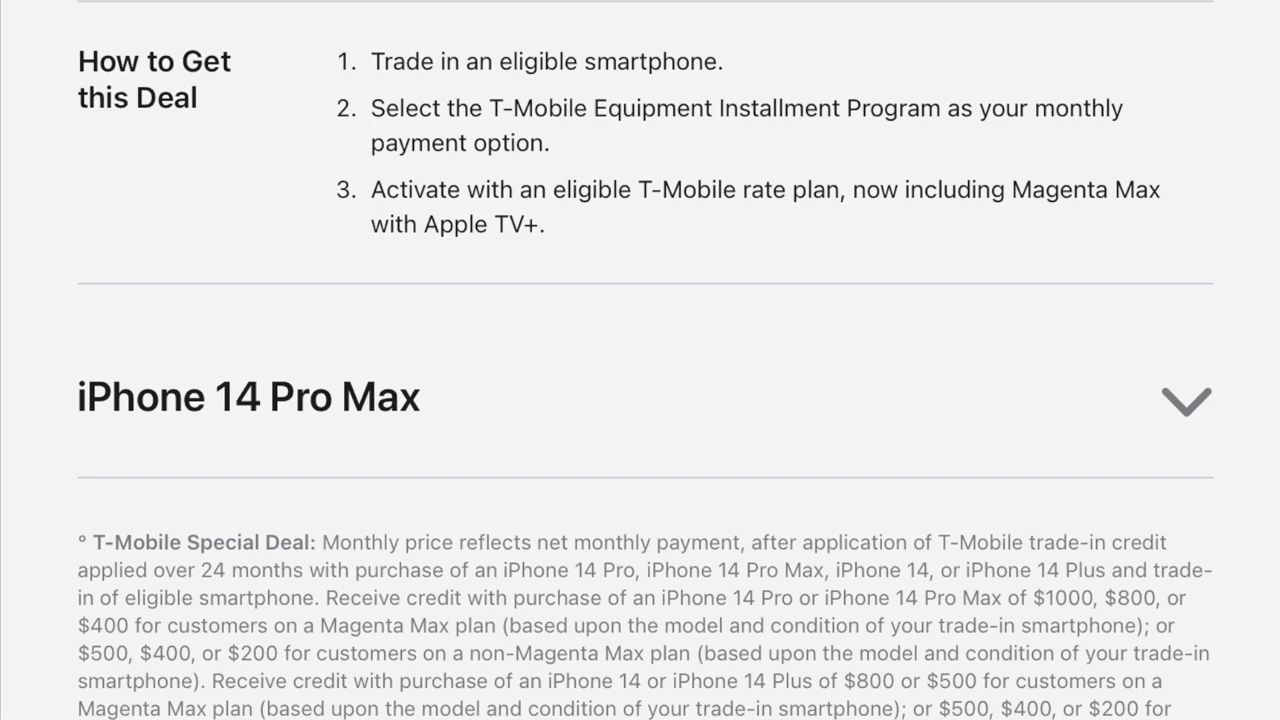 How to Get
this Deal
1. Trade in an eligible smartphone.
2. Select the T-Mobile Equipment Installment Program as your monthly
payment option.
3. Activate with an eligible T-Mobile rate plan, now including Magenta Max
with Apple TV+.
iPhone 14 Pro Max
° T-Mobile Special Deal: Monthly price reflects net monthly payment, after application of T-Mobile trade-in credit
applied over 24 months with purchase of an iPhone 14 Pro, iPhone 14 Pro Max, iPhone 14, or iPhone 14 Plus and trade-
in of eligible smartphone. Receive credit with purchase of an iPhone 14 Pro or iPhone 14 Pro Max of $1000, $800, or
$400 for customers on a Magenta Max plan (based upon the model and condition of your trade-in smartphone); or
$500, $400, or $200 for customers on a non-Magenta Max plan (based upon the model and condition of your trade-in
smartphone). Receive credit with purchase of an iPhone 14 or iPhone 14 Plus of $800 or $500 for customers on a
Magenta Max plan (based upon the model and condition of your trade-in smartphone); or $500, $400, or $200 for